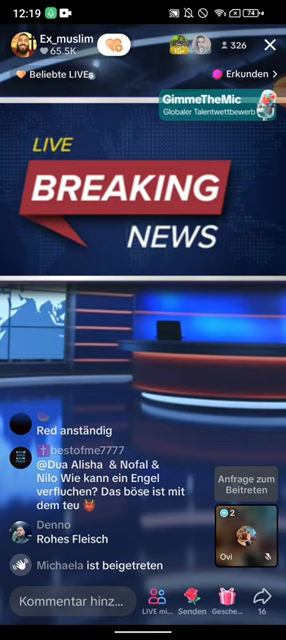 12:19
74
Ex_muslim
65.5K
326
Beliebte LIVEs
Erkunden
GimmeTheMic
Globaler Talentwettbewerb
LIVE
BREAKING
NEWS
Red anständig
bestofme7777
@Dua Alisha & Nofal &
Nilo Wie kann ein Engel
verfluchen? Das böse ist mit
dem teu
Denno
Rohes Fleisch
Michaela ist beigetreten
Anfrage zum
Beitreten
2
Ovi
Kommentar hinz...
LIVE mi...
Senden
Gesche...
16